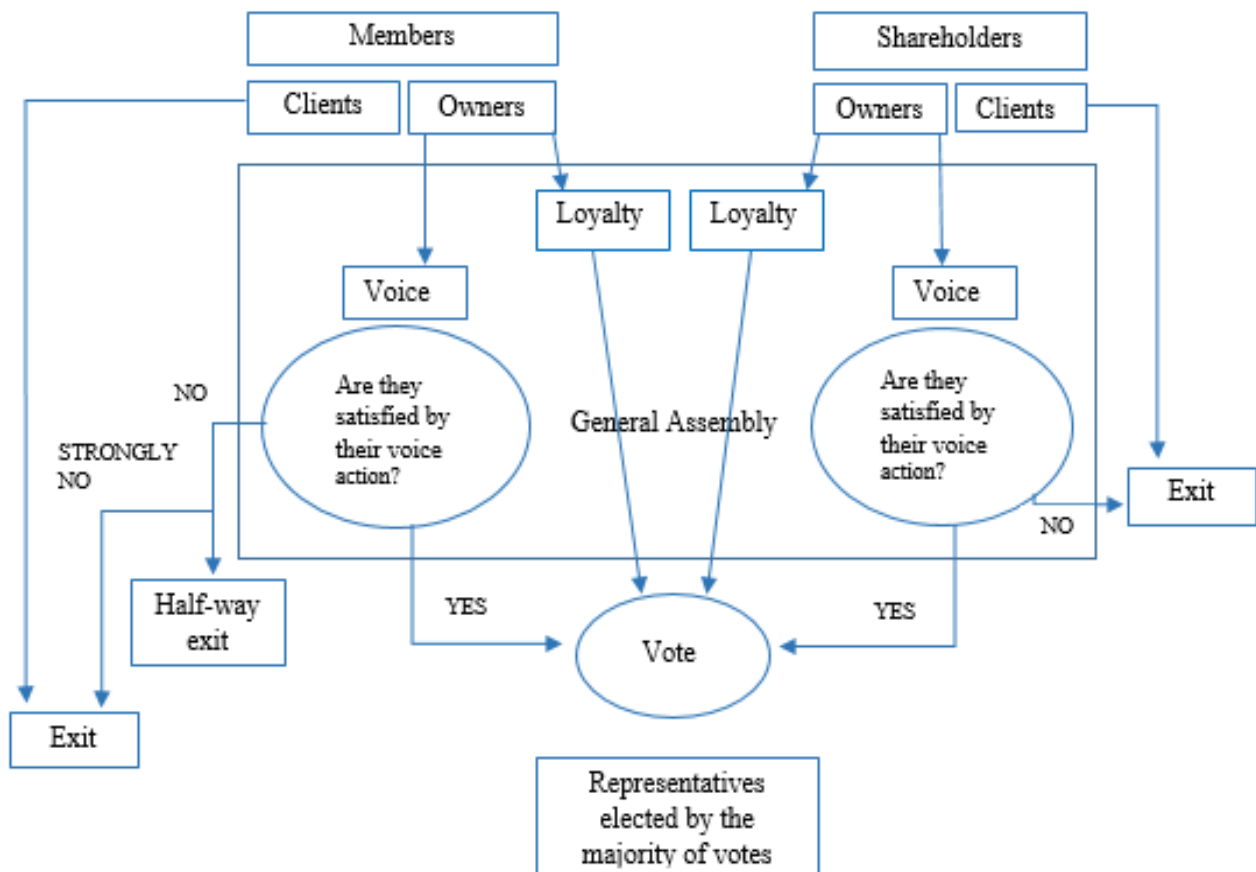 Members
Shareholders
Clients
Owners
Owners
Clients
Loyalty
Loyalty
Voice
Voice
NO
Are they
satisfied by
their voice
action?
General Assembly
Are they
satisfied by
their voice
action?
STRONGLY
NO
Exit
NO
Half-way
exit
YES
YES
Vote
Exit
Representatives
elected by the
majority of votes